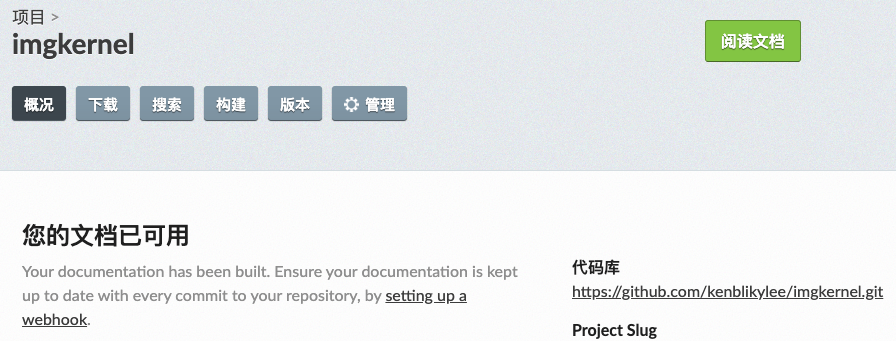 项目 >
imgkernel
阅读文档
概况 下载 搜索 构建 版本 管理
您的文档已可用
Your documentation has been built. Ensure your documentation is kept
up to date with every commit to your repository, by setting up a
webhook.
代码库
https://github.com/kenblikylee/imgkernel.git
Project Slug